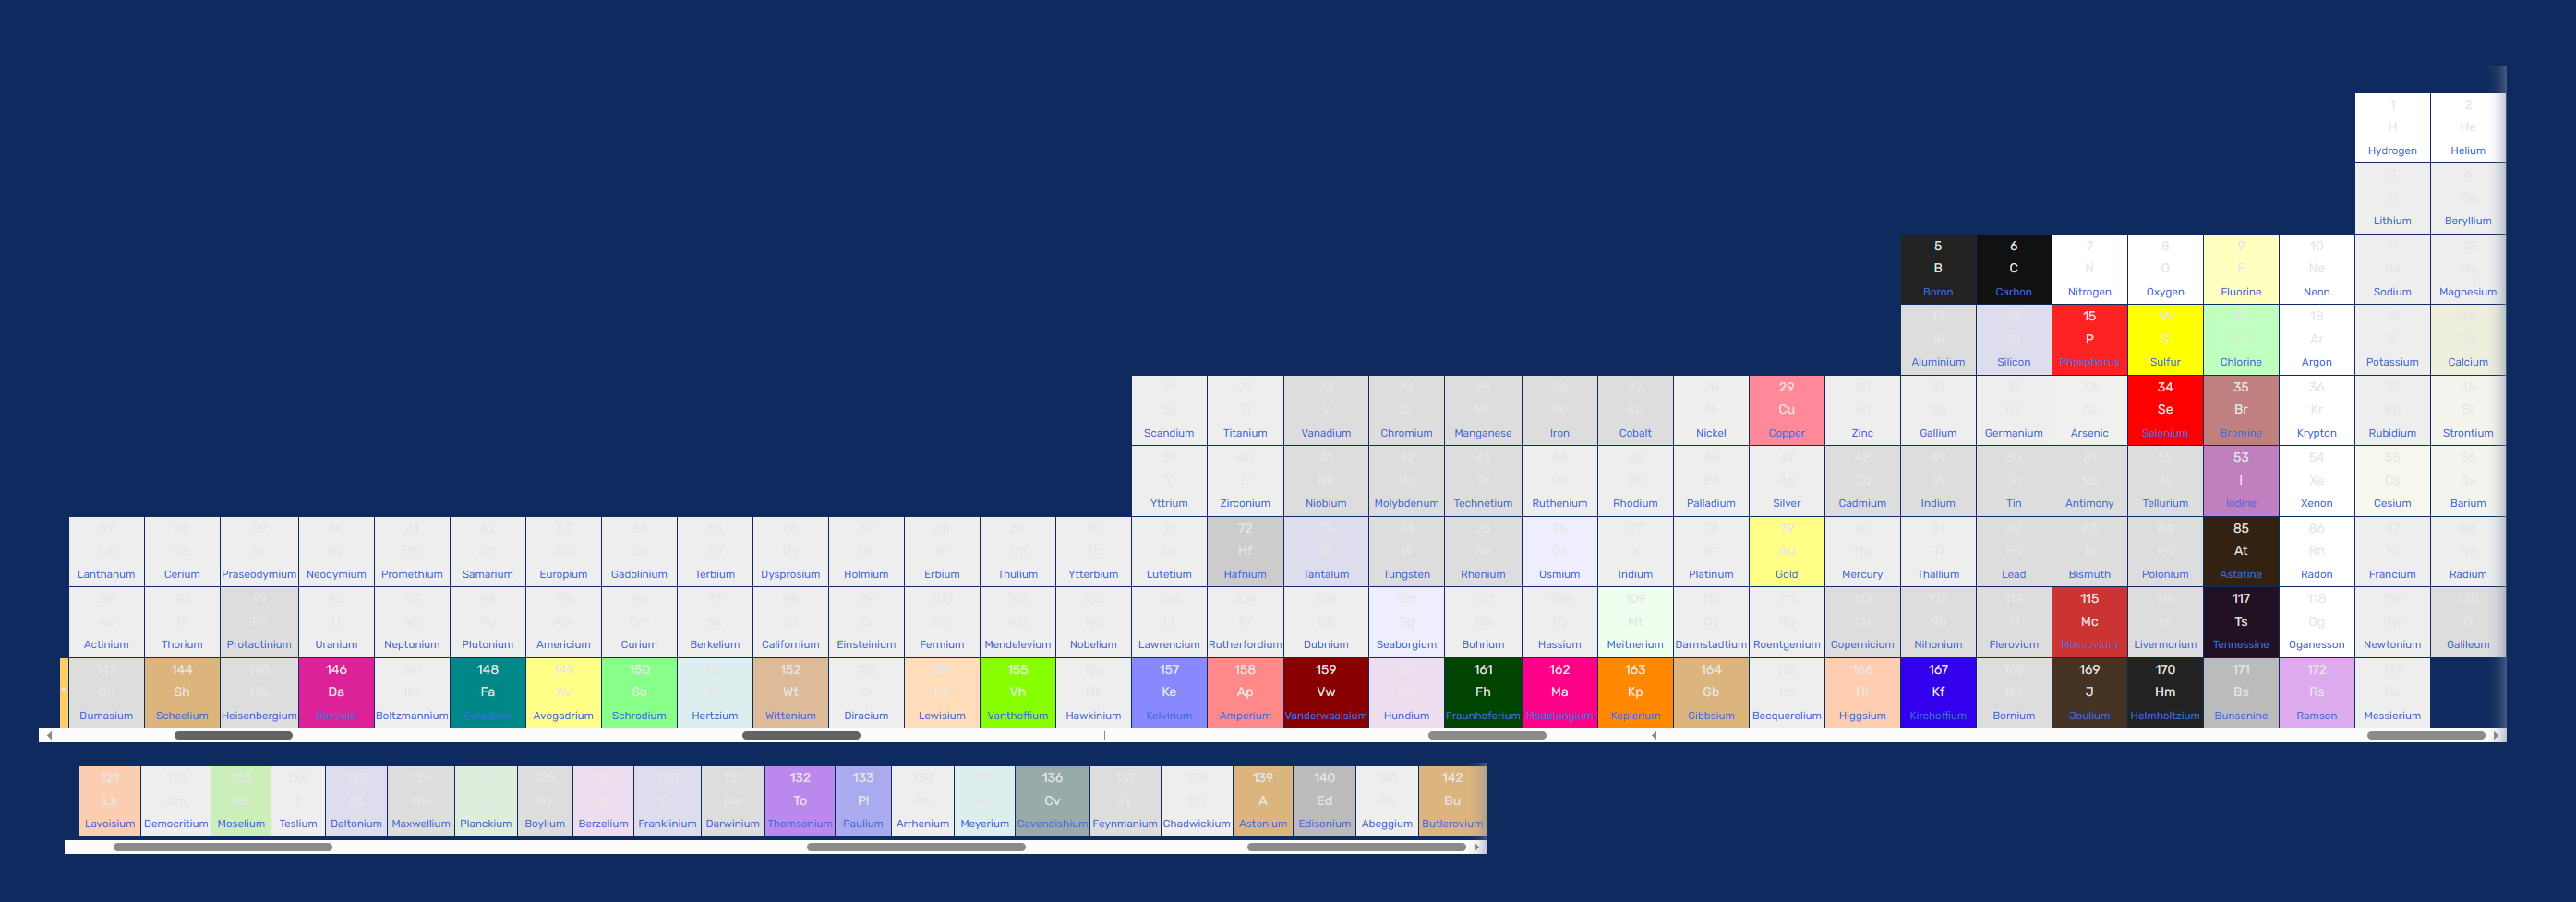 1 2
H He
Hydrogen Helium
3 4
Li Be
Lithium Beryllium
5 6 7 8 9 10 11 12
B C N O F Ne Na Mg
Boron Carbon Nitrogen Oxygen Fluorine Neon Sodium Magnesium
13 14 15 16 18 19 20
Al Si P S Ar K Ca
Aluminium Silicon Phosphorus Sulfur Chlorine Argon Potassium Calcium
21 22 23 24 25 26 27 28 29 30 31 32 33 34 35 36 37 38
Sc Ti V Cr Mn Fe Co Ni Cu Zn Ga Ge As Se Br Kr Rb Sr
Scandium Titanium Vanadium Chromium Manganese Iron Cobalt Nickel Copper Zinc Gallium Germanium Arsenic Selenium Bromine Krypton Rubidium Strontium
39 40 41 42 43 44 45 46 47 48 49 50 51 52 53 54 55 56
Y Zr Nb Mo Tc Ru Rh Pd Ag Cd In Sn Sb Te I Xe Cs Ba
Yttrium Zirconium Niobium Molybdenum Technetium Ruthenium Rhodium Palladium Silver Cadmium Indium Tin Antimony Tellurium Iodine Xenon Cesium Barium
57 58 59 60 61 62 63 64 65 66 67 68 69 70 71 72 73 74 75 76 77 78 79 80 81 82 83 84 85 86 87 88
La Ce Pr Nd Pm Sm Eu Gd Tb Dy Ho Er Tm Yb Lu Hf Ta W Re Os Ir Pt Au Hg Tl Pb Bi Po At Rn Fr Ra
Lanthanum Cerium Praseodymium Neodymium Promethium Samarium Europium Gadolinium Terbium Dysprosium Holmium Erbium Thulium Ytterbium Lutetium Hafnium Tantalum Tungsten Rhenium Osmium Iridium Platinum Gold Mercury Thallium Lead Bismuth Polonium Astatine Radon Francium Radium
89 90 91 92 93 94 95 96 97 98 99 100 101 102 103 104 105 106 107 108 109 110 111 112 113 114 115 116 117 118 119 120
Ac Th Pa U Np Pu Am Cm Bk Cf Es Fm Md No Lr Rf Db Sg Bh Hs Mt Ds Rg Cn Nh Fl Mc Lv Ts Og Nw G
Actinium Thorium Protactinium Uranium Neptunium Plutonium Americium Curium Berkelium Californium Einsteinium Fermium Mendelevium Nobelium Lawrencium Rutherfordium Dubnium Seaborgium Bohrium Hassium Meitnerium Darmstadtium Roentgenium Copernicium Nihonium Flerovium Moscovium Livermorium Tennessine Oganesson Newtonium Galileum
143 144 145 146 147 148 149 150 152 153 154 155 156 157 158 159 161 162 163 164 165 166 167 168 169 170 171 172 173
Du Sh Hb Da Bo Fa Av So Wt Dr Le Vh Hk Ke Ap Vw Fh Ma Kp Gb Bc Hi Kf Bn J Hm Bs Rs Me
Dumasium Scheelium Heisenbergium Davyum Boltzmannium Faradium Avogadrium Schrodium Hertzium Wittenium Diracium Lewisium Vanthoffium Hawkinium Kelvinium Amperium Vanderwaalsium Hundium Fraunhoferium Madelungium Keplerium Gibbsium Becquerelium Higgsium Kirchoffium Bornium Joulium Helmholtzium Bunsenine Ramson Messierium
121 122 123 124 125 126 128 130 131 132 133 134 136 137 138 139 140 141 142
Ls Dm Ms T Dt Mw By Fn Dw To Pl Ah Cv Fy Ch A Ed Ab Bu
Lavoisium Democritium Moselium Teslium Daltonium Maxwellium Planckium Boylium Berzelium Franklinium Darwinium Thomsonium Paulium Arrhenium Meyerium Cavendishium Feynmanium Chadwickium Astonium Edisonium Abeggium Butlerovium